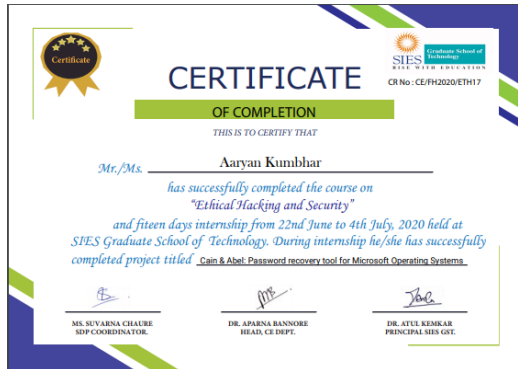 Certificate
SIES
Graduate School of
Technology
RISE WITH EDUCATION
CERTIFICATE
CR No : CE/FH2020/ETH17
OF COMPLETION
THIS IS TO CERTIFY THAT
Mr./Ms. Aaryan Kumbhar
has successfully completed the course on
"Ethical Hacking and Security"
and fiteen days internship from 22nd June to 4th July, 2020 held at
SIES Graduate School of Technology. During internship he/she has successfully
completed project titled Cain & Abel: Password recovery tool for Microsoft Operating Systems
MS. SUVARNA CHAURE
SDP COORDINATOR.
DR. APARNA BANNORE
HEAD, CE DEPT.
DR. ATUL KEMKAR
PRINCIPAL SIES GST.